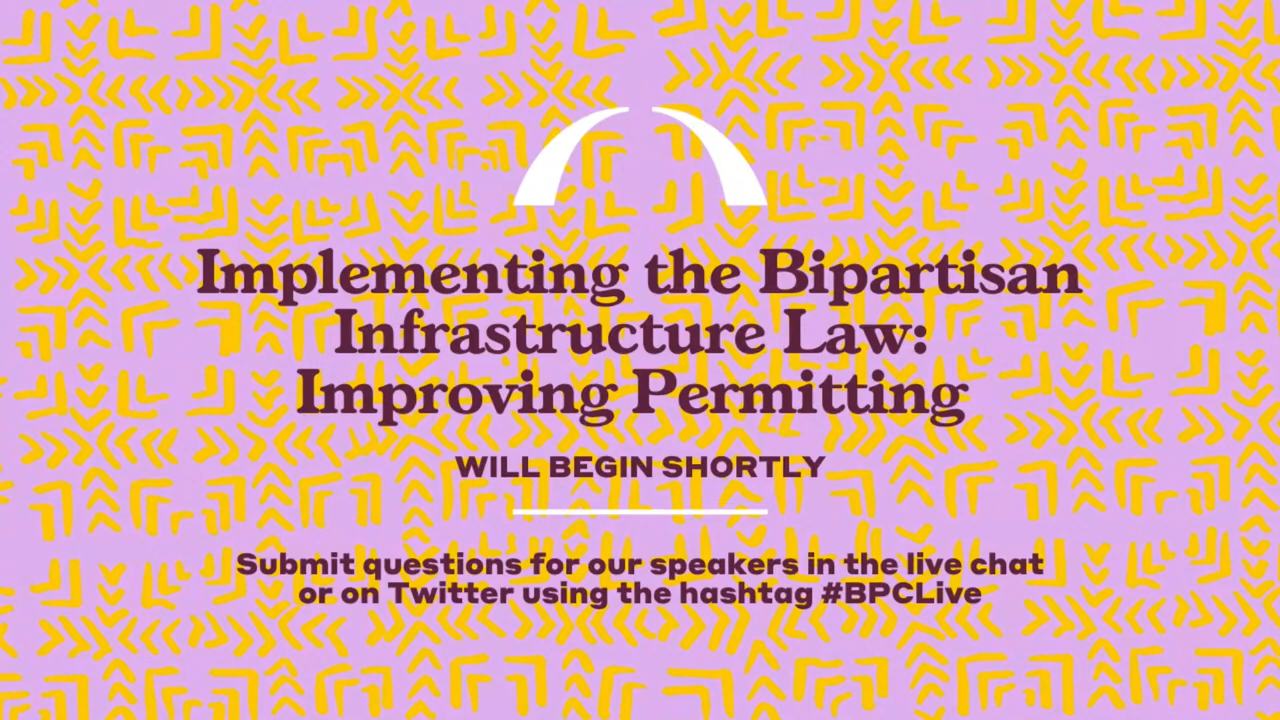 Implementing the Bipartisan
Infrastructure Law:
Improving Permitting
WILL BEGIN SHORTLY
Submit questions for our speakers in the live chat
or on Twitter using the hashtag #BPCLive